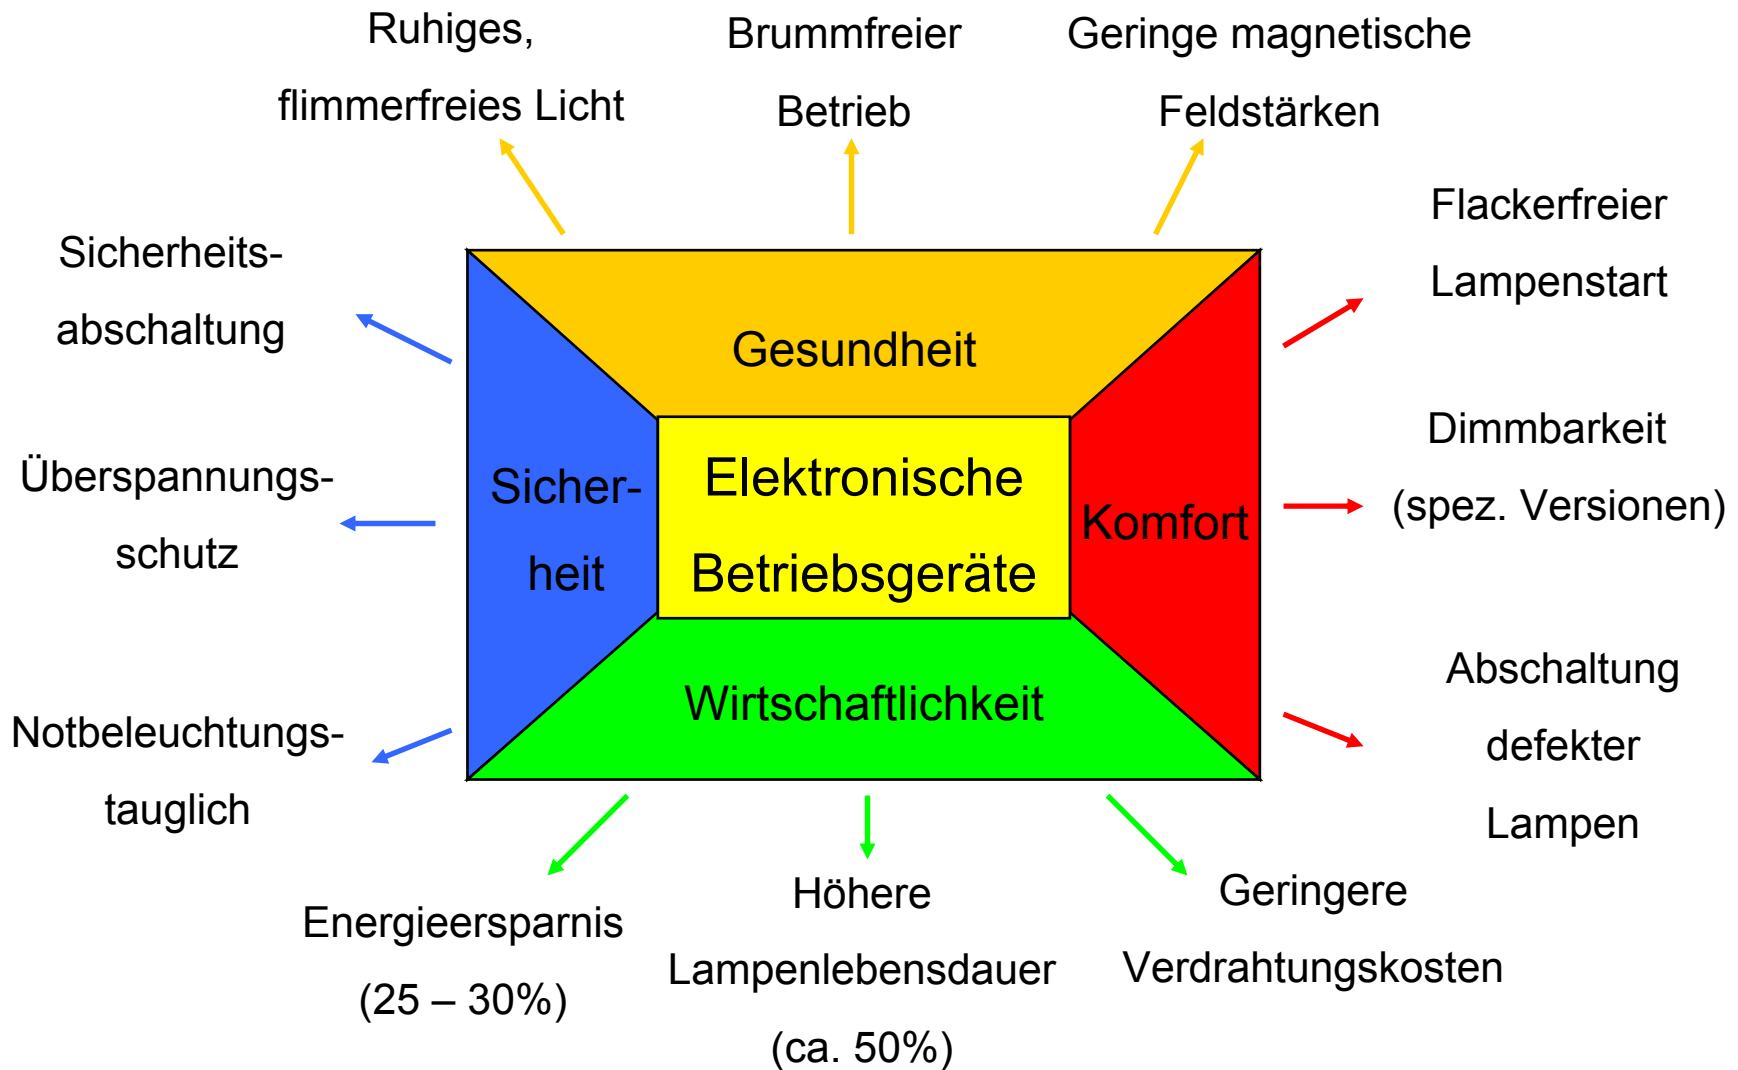 Ruhiges,
flimmerfreies Licht
Brummfreier
Betrieb
Geringe magnetische
Feldstärken
Sicherheits-
abschaltung
Überspannungs-
schutz
Notbeleuchtungs-
tauglich
Gesundheit
Sicher-
heit
Elektronische
Betriebsgeräte
Komfort
Wirtschaftlichkeit
Flackerfreier
Lampenstart
Dimmbarkeit
(spez. Versionen)
Abschaltung
defekter
Lampen
Energieersparnis
(25 – 30%)
Höhere
Lampenlebensdauer
(ca. 50%)
Geringere
Verdrahtungskosten